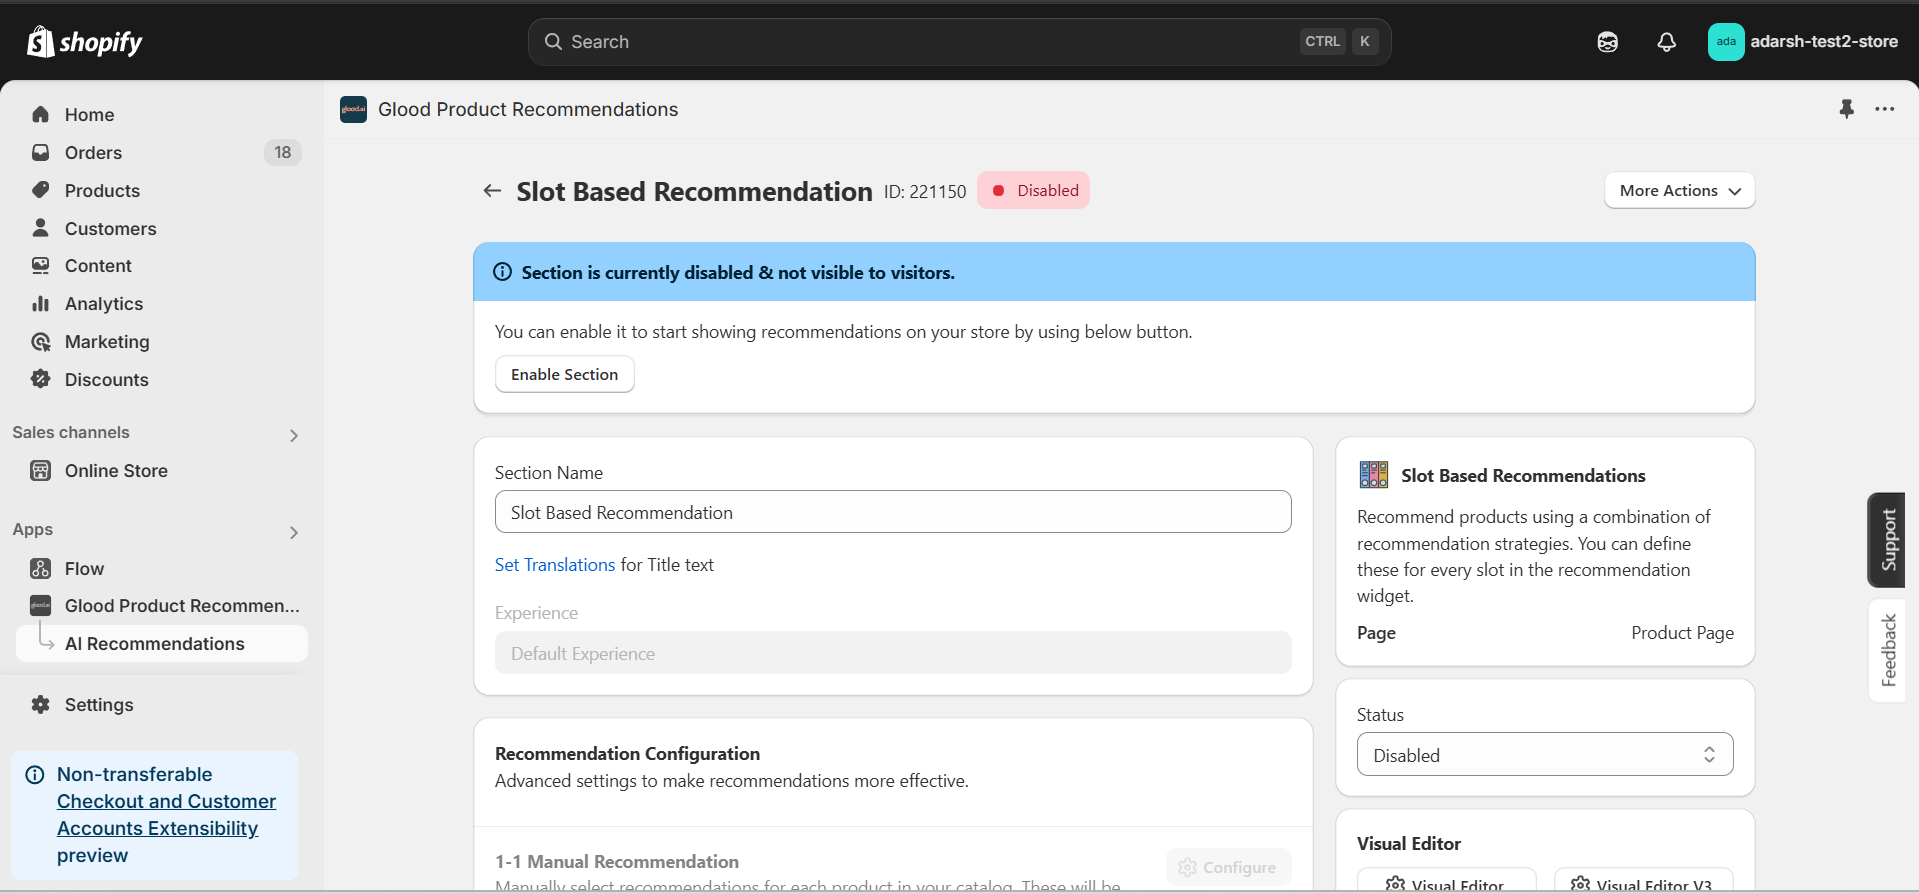 shopify
Search
CTRL K
ada
adarsh-test2-store
Home
Orders 18
Products
Customers
Content
Analytics
Marketing
Discounts
Sales channels
Online Store
Apps
Flow
Glood Product Recommen...
AI Recommendations
Settings
Non-transferable
Checkout and Customer
Accounts Extensibility
preview
glood.ai
Glood Product Recommendations
Slot Based Recommendation ID: 221150 Disabled
More Actions
Section is currently disabled & not visible to visitors.
You can enable it to start showing recommendations on your store by using below button.
Enable Section
Section Name
Slot Based Recommendation
Set Translations for Title text
Experience
Default Experience
Recommendation Configuration
Advanced settings to make recommendations more effective.
1-1 Manual Recommendation
Configure
Manually select recommendations for each product in your catalog. These will be
Slot Based Recommendations
Recommend products using a combination of
recommendation strategies. You can define
these for every slot in the recommendation
widget.
Page Product Page
Status
Disabled
Visual Editor
Visual Editor
Visual Editor V3
Support
Feedback